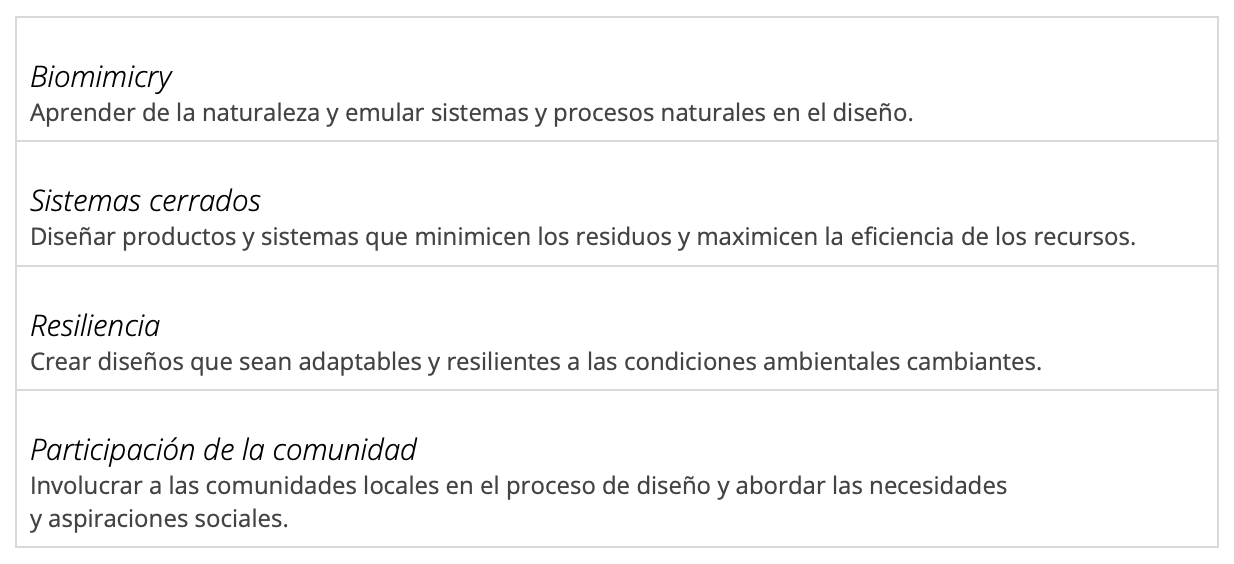 Biomimicry
Aprender de la naturaleza y emular sistemas y procesos naturales en el diseño.
Sistemas cerrados
Diseñar productos y sistemas que minimicen los residuos y maximicen la eficiencia de los recursos.
Resiliencia
Crear diseños que sean adaptables y resilientes a las condiciones ambientales cambiantes.
Participación de la comunidad
Involucrar a las comunidades locales en el proceso de diseño y abordar las necesidades
y aspiraciones sociales.